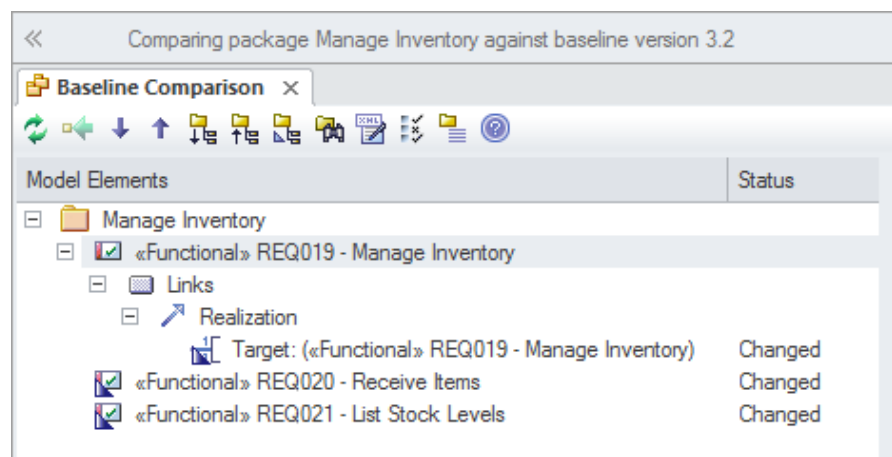 Comparing package Manage Inventory against baseline version 3.2
Baseline Comparison
Model Elements Status
Manage Inventory
«Functional» REQ019 - Manage Inventory
Links
Realization
Target: («Functional» REQ019 - Manage Inventory) Changed
«Functional» REQ020 - Receive Items Changed
«Functional» REQ021 - List Stock Levels Changed